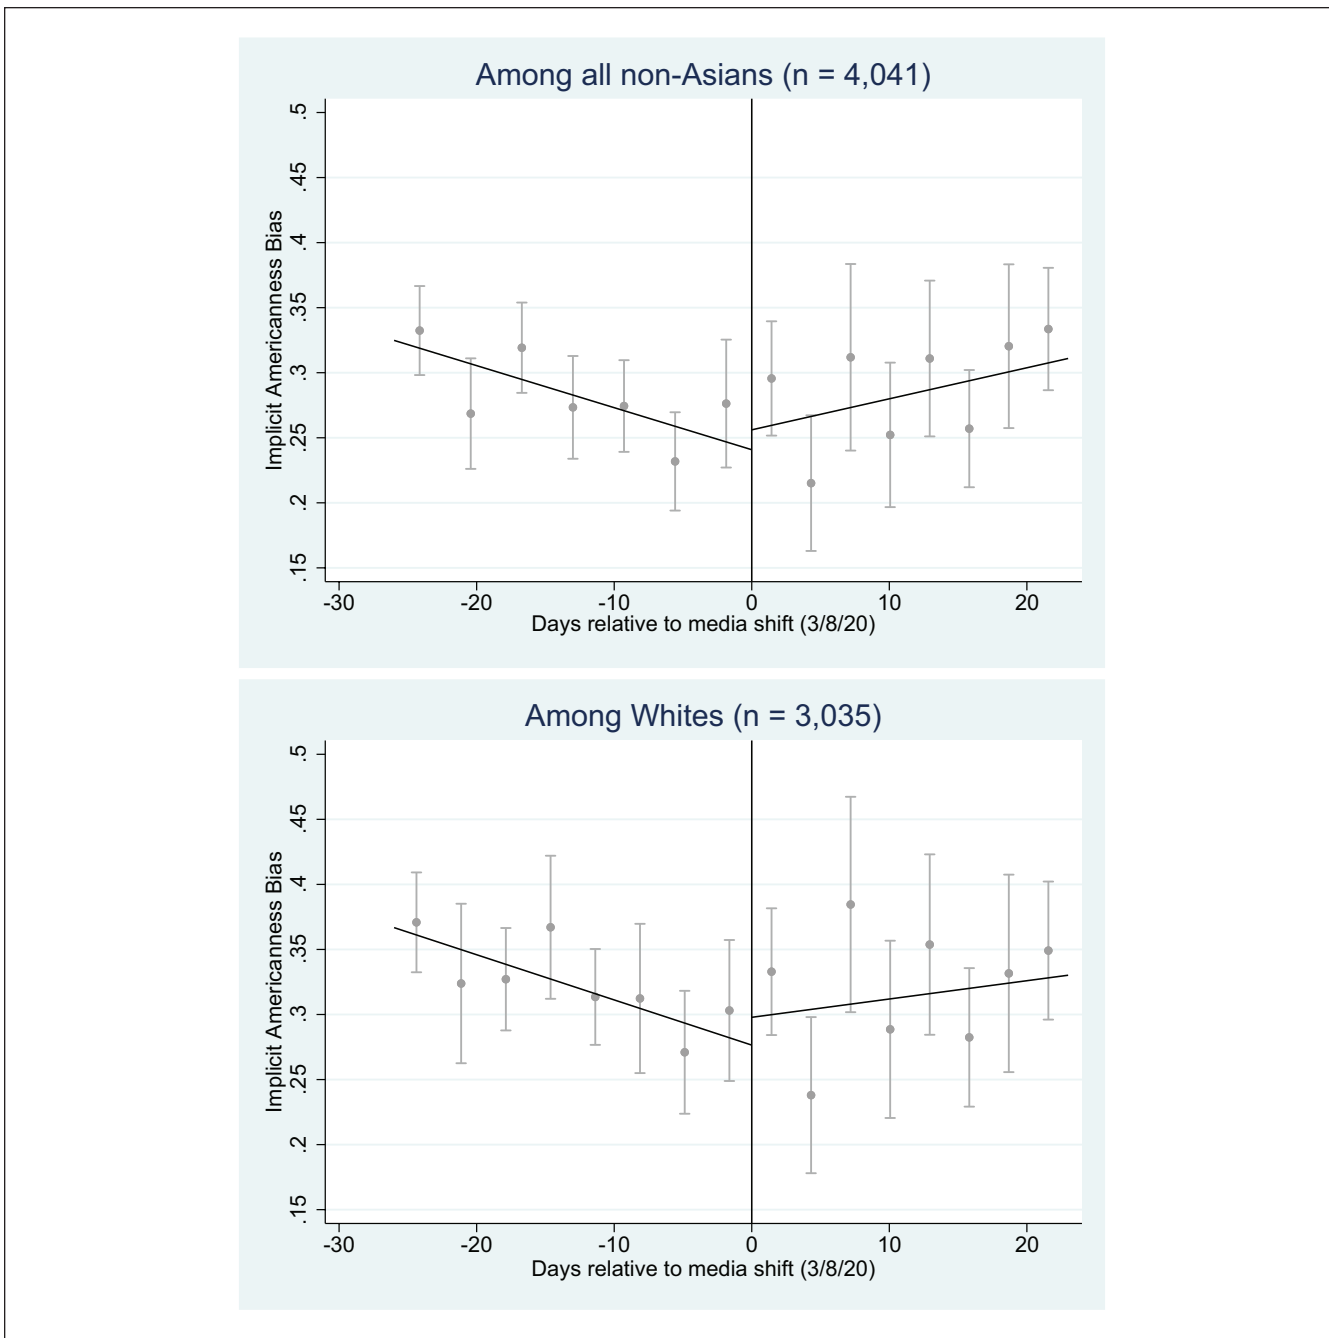 Among all non-Asians (n = 4,041)
.5
.45
.4
.35
.3
.25
.2
.15
Implicit Americanness Bias
-30 -20 -10 0 10 20
Days relative to media shift (3/8/20)
Among Whites (n = 3,035)
.5
.45
.4
.35
.3
.25
.2
.15
Implicit Americanness Bias
-30 -20 -10 0 10 20
Days relative to media shift (3/8/20)